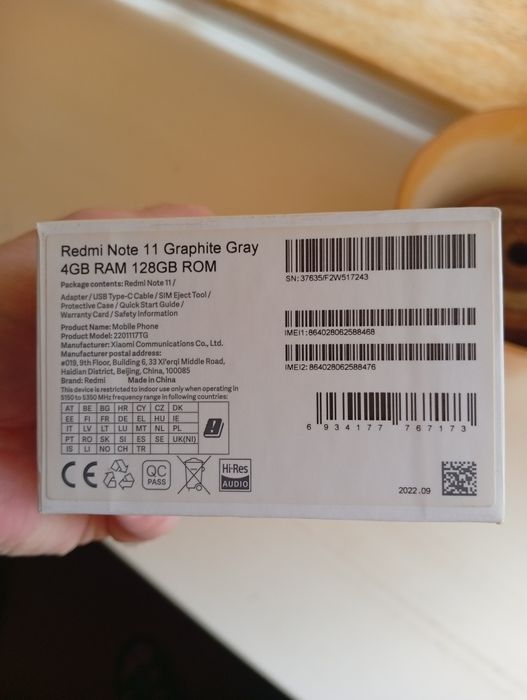 Redmi Note 11 Graphite Gray
4GB RAM 128GB ROM
Package contents: Redmi Note 11 /
Adapter / USB Type-C Cable / SIM Eject Tool /
Protective Case / Quick Start Guide /
Warranty Card / Safety Information
Product Name: Mobile Phone
Product Model: 2201117TG
Manufacturer: Xiaomi Communications Co., Ltd.
Manufacturer postal address:
#019, 9th Floor, Building 6, 33 Xi'erqi Middle Road,
Haidian District, Beijing, China, 100085
Brand: Redmi Made in China
This device is restricted to indoor use only when operating in
5150 to 5350 MHz frequency range in following countries:
AT BE BG HR CY CZ DK
EE FI FR DE EL HU IE
IT LV LT LU MT NL PL
PT RO SK SI ES SE UK(NI)
IS LI NO CH TR
CE
QC
PASS
Hi-Res
AUDIO
SN: 37635/F2W517243
IMEI1:864028062588468
IMEI2:864028062588476
6 934177 767173
2022.09